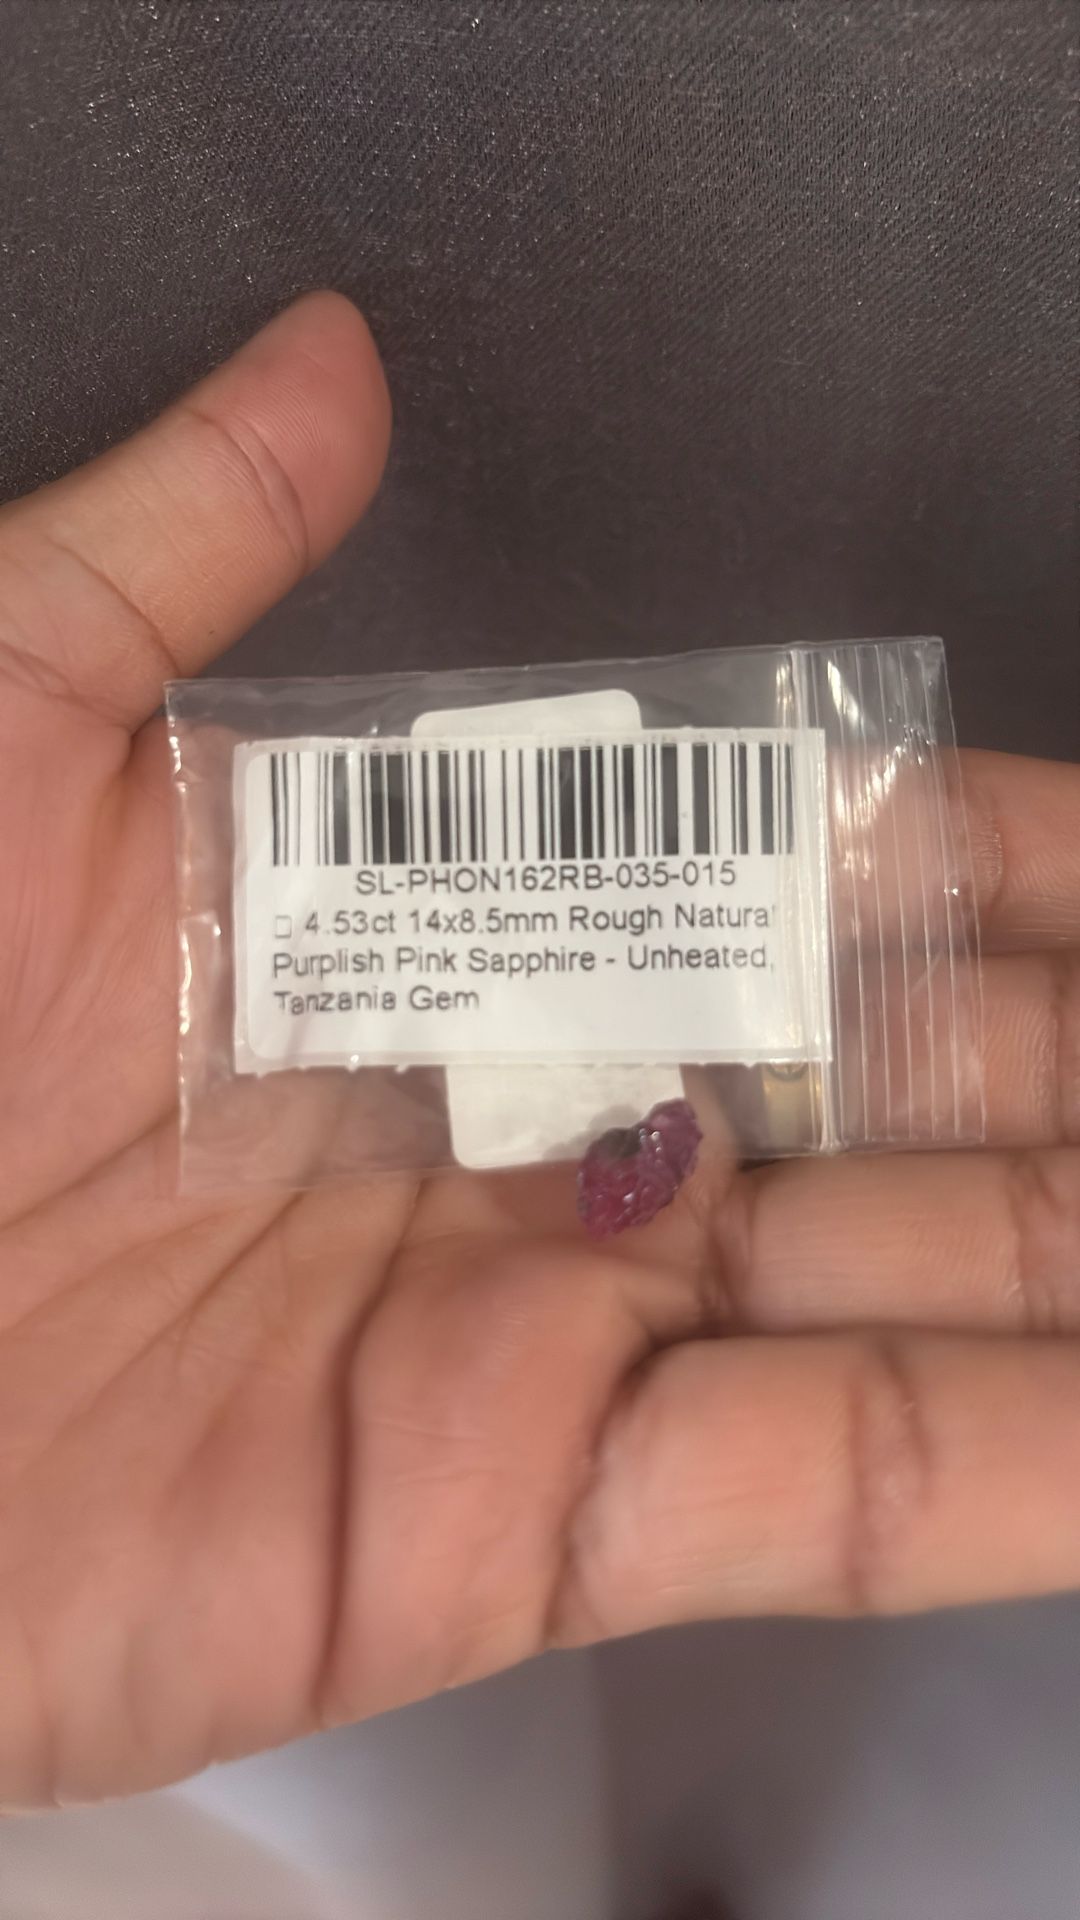 SL-PHON162RB-035-015
□ 4.53ct 14x8.5mm Rough Natural
Purplish Pink Sapphire - Unheated,
Tanzania Gem